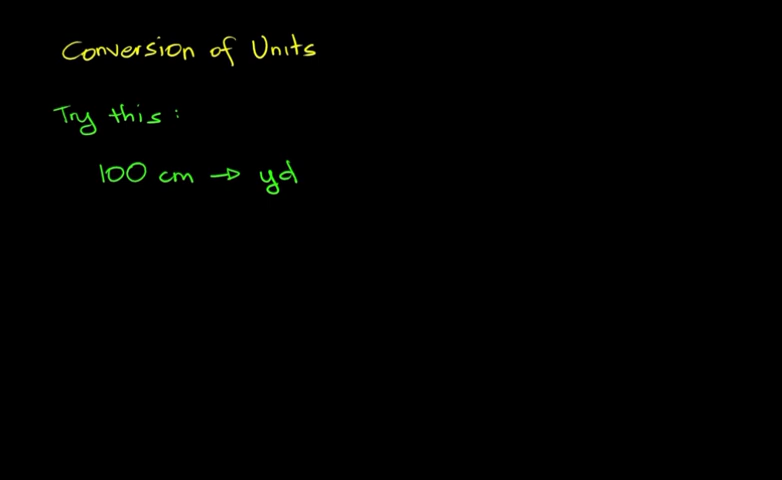 Conversion of Units
Try this:
100 cm → yd